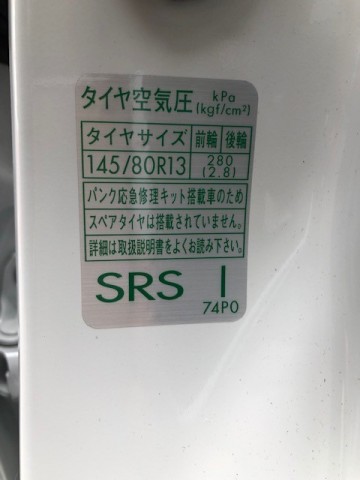 タイヤ空気圧 kPa (kgf/cm²)
タイヤサイズ 前輪 後輪
145/80R13 280 (2.8)
パンク応急修理キット搭載車のため
スペアタイヤは搭載されていません。
詳細は取扱説明書をよくお読み下さい。
SRS I
74P0